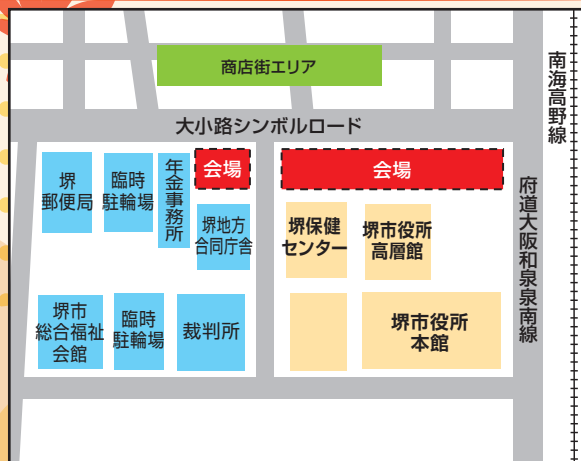 商店街エリア
大小路シンボルロード
南海高野線
府道大阪和泉泉南線
堺
郵便局
臨時
駐輪場
年金事務所
会場
会場
堺地方
合同庁舎
堺保健
センター
堺市役所
高層館
堺市
総合福祉
会館
臨時
駐輪場
裁判所
堺市役所
本館